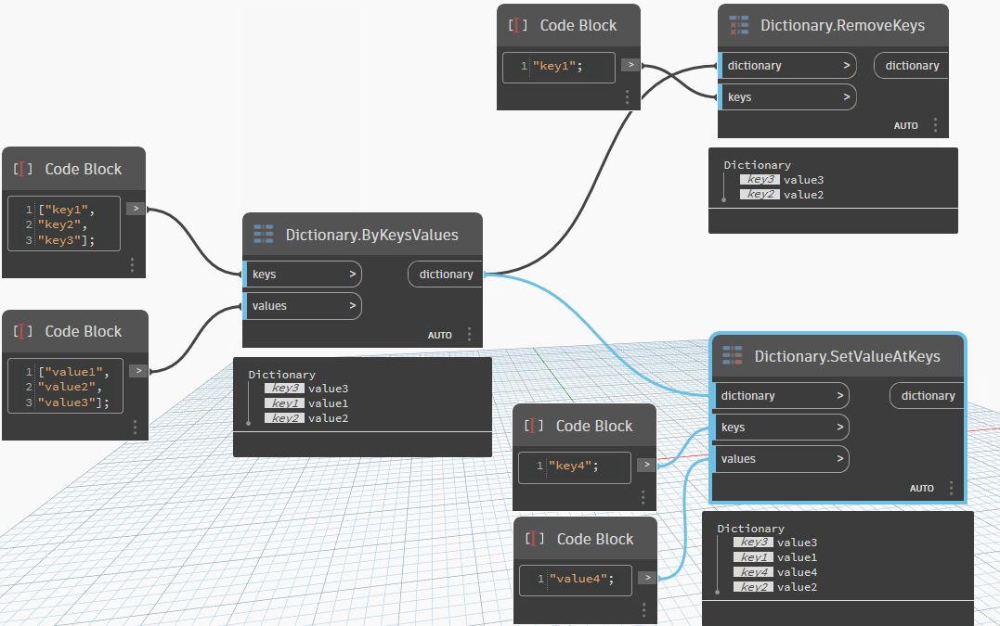 Code Block
1 "key1";
>
Dictionary.RemoveKeys
dictionary >
dictionary
keys >
AUTO
Dictionary
key3 value3
key2 value2
Code Block
1 ["key1",
2 "key2",
3 "key3"];
>
Code Block
1 ["value1",
2 "value2",
3 "value3"];
>
Dictionary.ByKeysValues
keys >
dictionary
values >
AUTO
Dictionary
key3 value3
key1 value1
key2 value2
Code Block
1 "key4";
>
Code Block
1 "value4";
>
Dictionary.SetValueAtKeys
dictionary >
dictionary
keys >
values >
AUTO
Dictionary
key3 value3
key1 value1
key4 value4
key2 value2